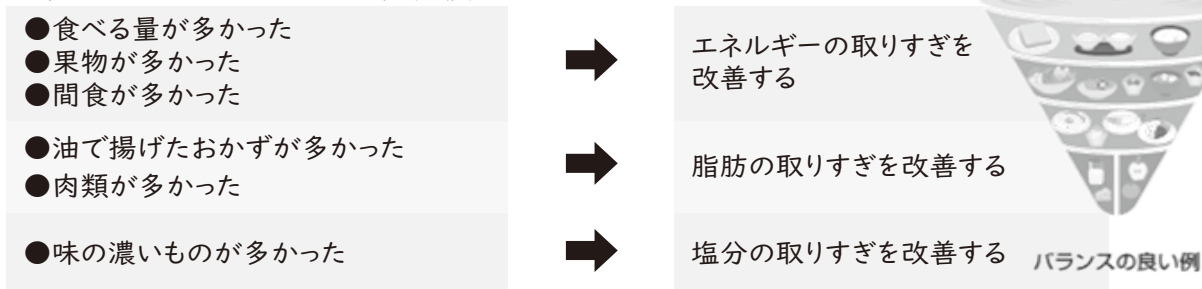 ●食べる量が多かった
●果物が多かった
●間食が多かった
エネルギーの取りすぎを
改善する
●油で揚げたおかずが多かった
●肉類が多かった
脂肪の取りすぎを改善する
●味の濃いものが多かった
塩分の取りすぎを改善する
バランスの良い例